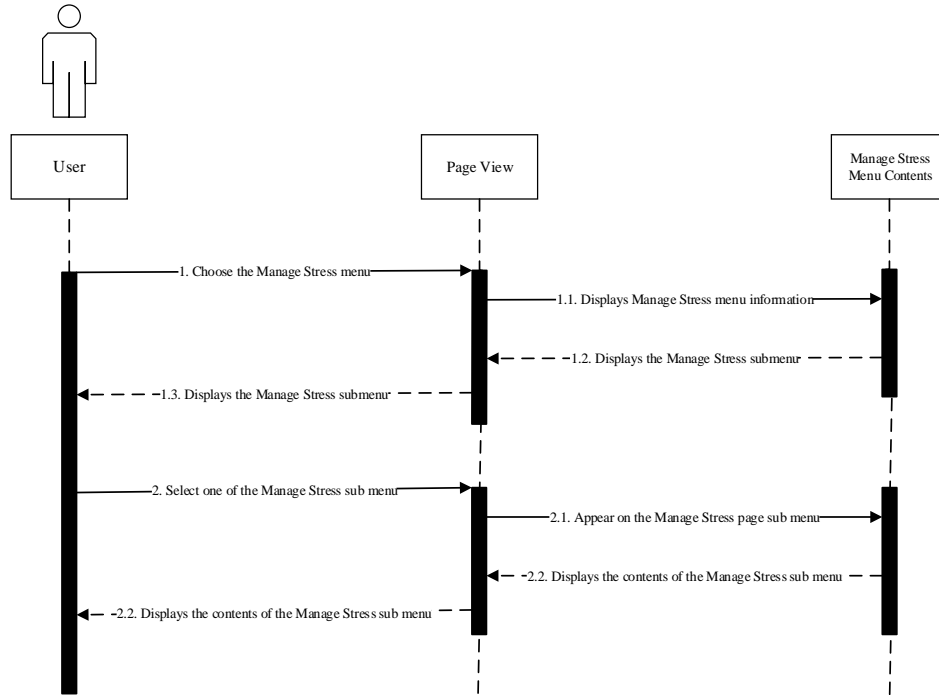 User
Page View
Manage Stress
Menu Contents
1. Choose the Manage Stress menu
1.1. Displays Manage Stress menu information
1.2. Displays the Manage Stress submenu
1.3. Displays the Manage Stress submenu
2. Select one of the Manage Stress sub menu
2.1. Appear on the Manage Stress page sub menu
2.2. Displays the contents of the Manage Stress sub menu
2.2. Displays the contents of the Manage Stress sub menu